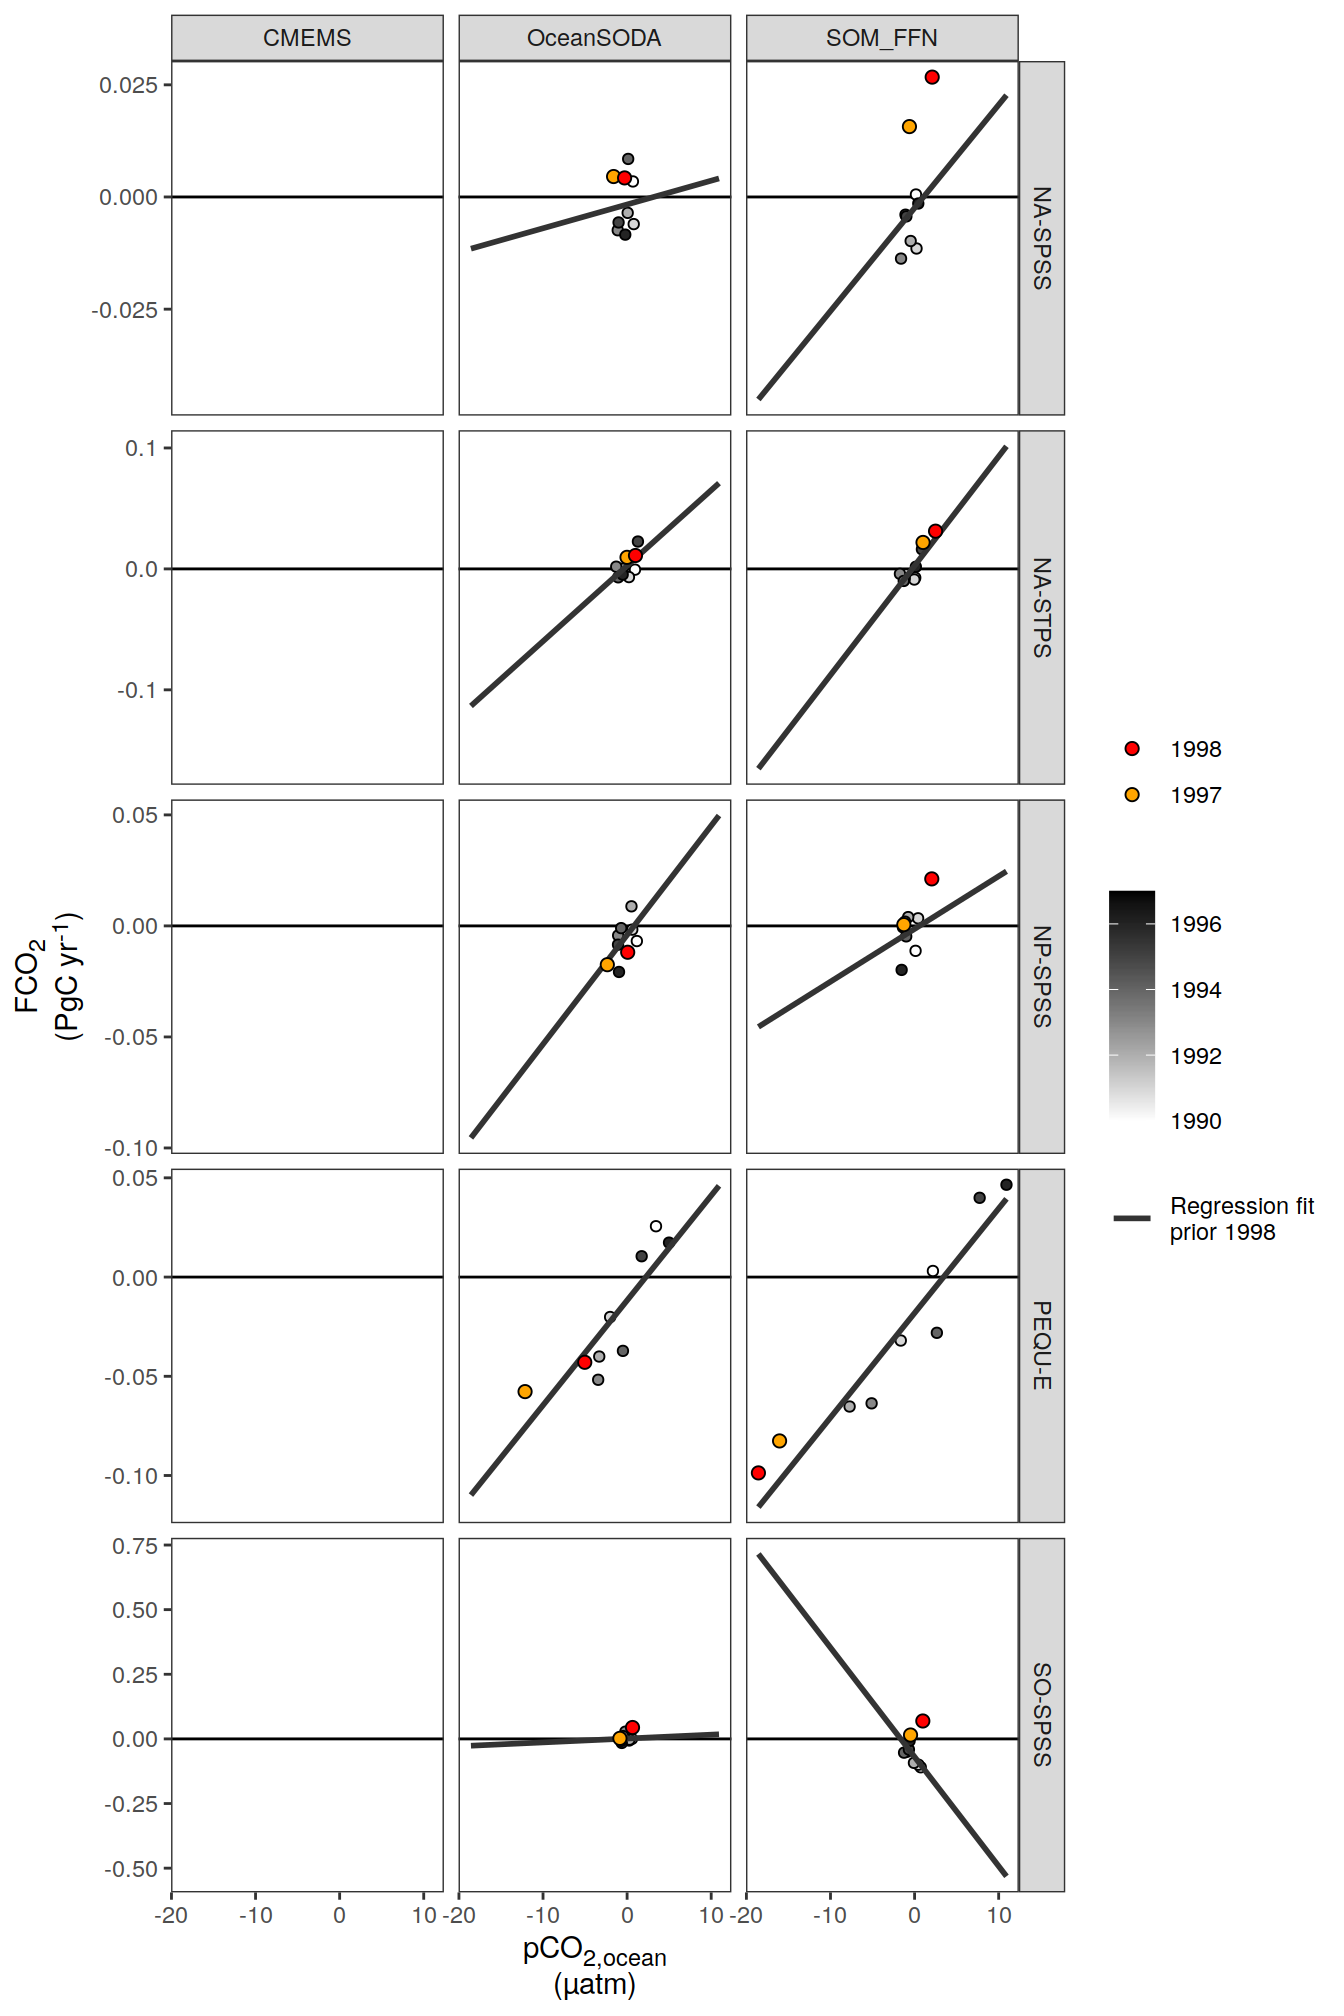 CMEMS OceanSODA SOM_FFN
0.025
0.000
-0.025
NA-SPSS
0.1
0.0
-0.1
NA-STPS
0.05
0.00
-0.05
-0.10
NP-SPSS
0.05
0.00
-0.05
-0.10
PEQU-E
0.75
0.50
0.25
0.00
-0.25
-0.50
SO-SPSS
-20 -10 0 10 -20 -10 0 10 -20 -10 0 10
pCO2,ocean
(µatm)
FCO2
(PgC yr-1)
1998
1997
1996
1994
1992
1990
Regression fit
prior 1998